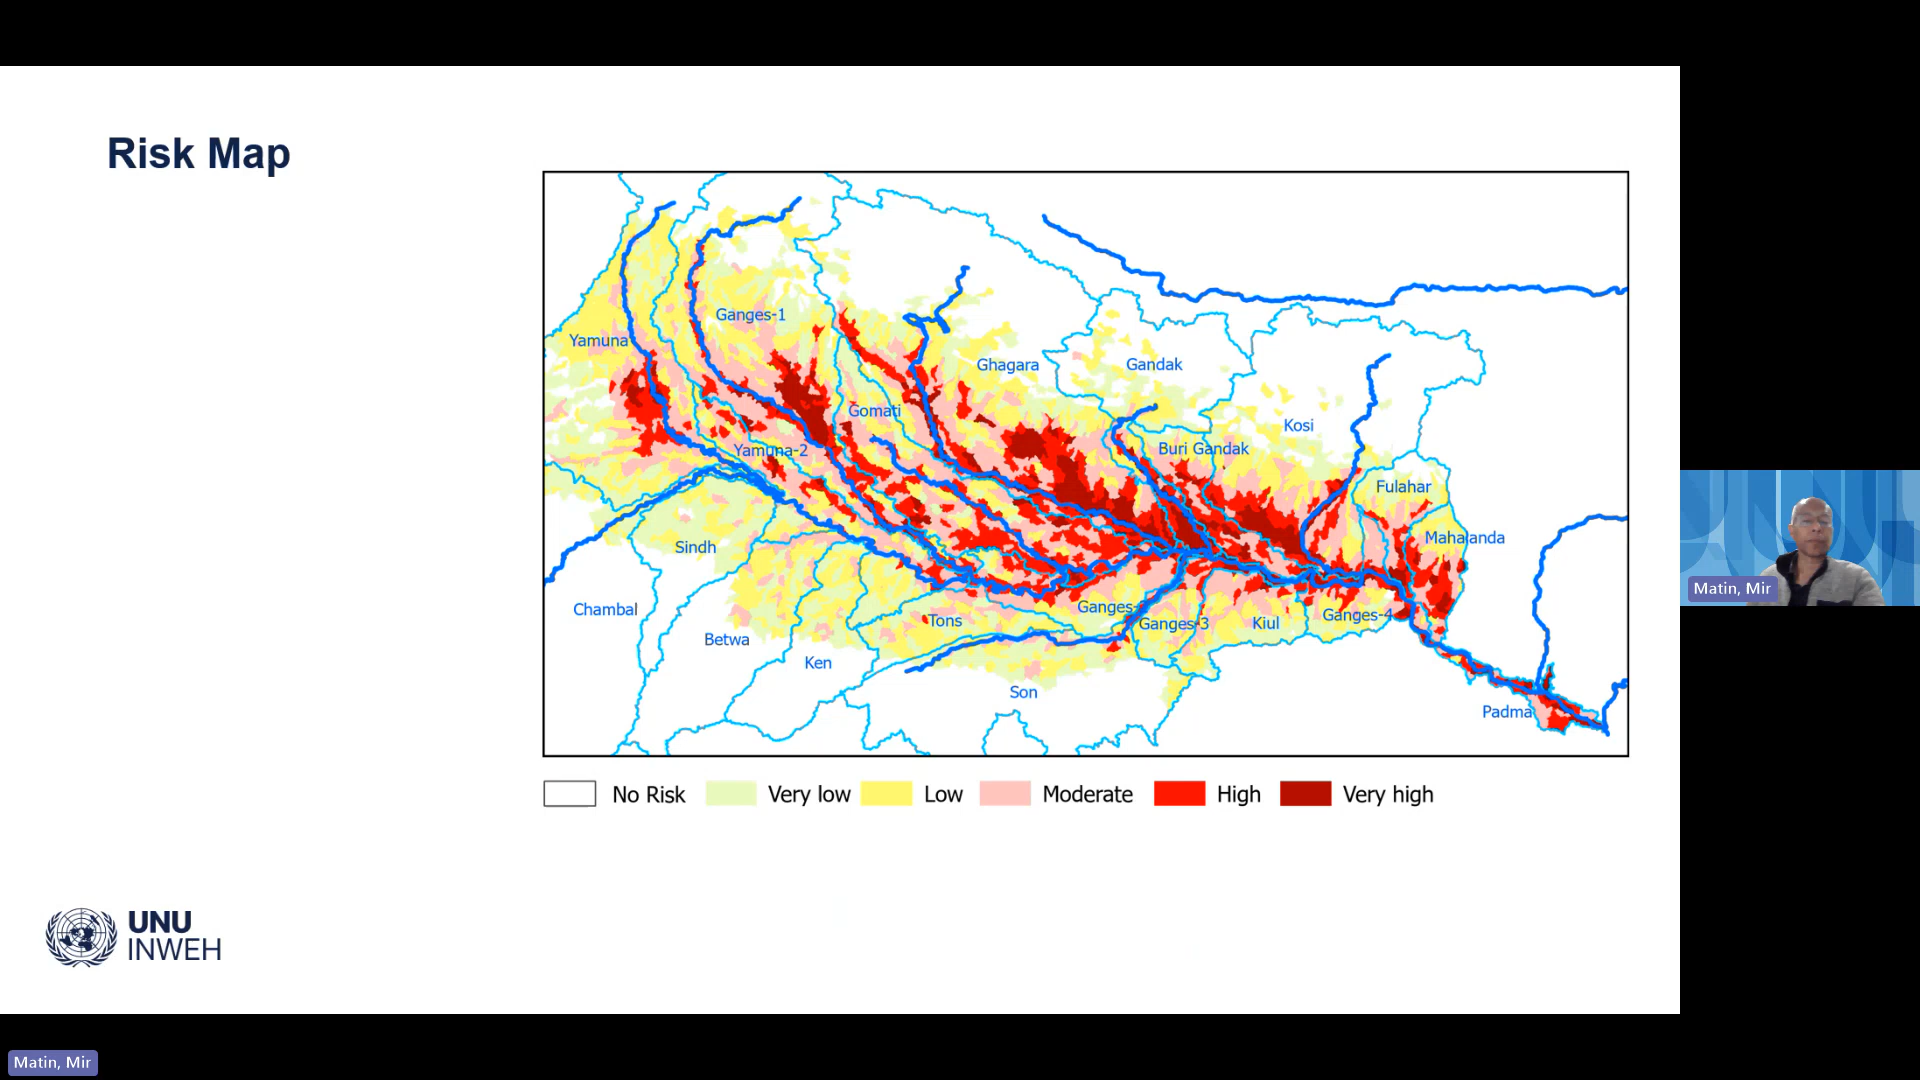 Risk Map
Ganges-1
Yamuna
Ghagara
Gandak
Gomati
Kosi
Yamuna-2
Buri Gandak
Fulahar
Mahananda
Sindh
Chambal
Ganges-
Tons
Ganges-3
Kiul
Ganges-4
Betwa
Ken
Son
Padma
No Risk
Very low
Low
Moderate
High
Very high
UNU
INWEH
Matin, Mir
Matin, Mir